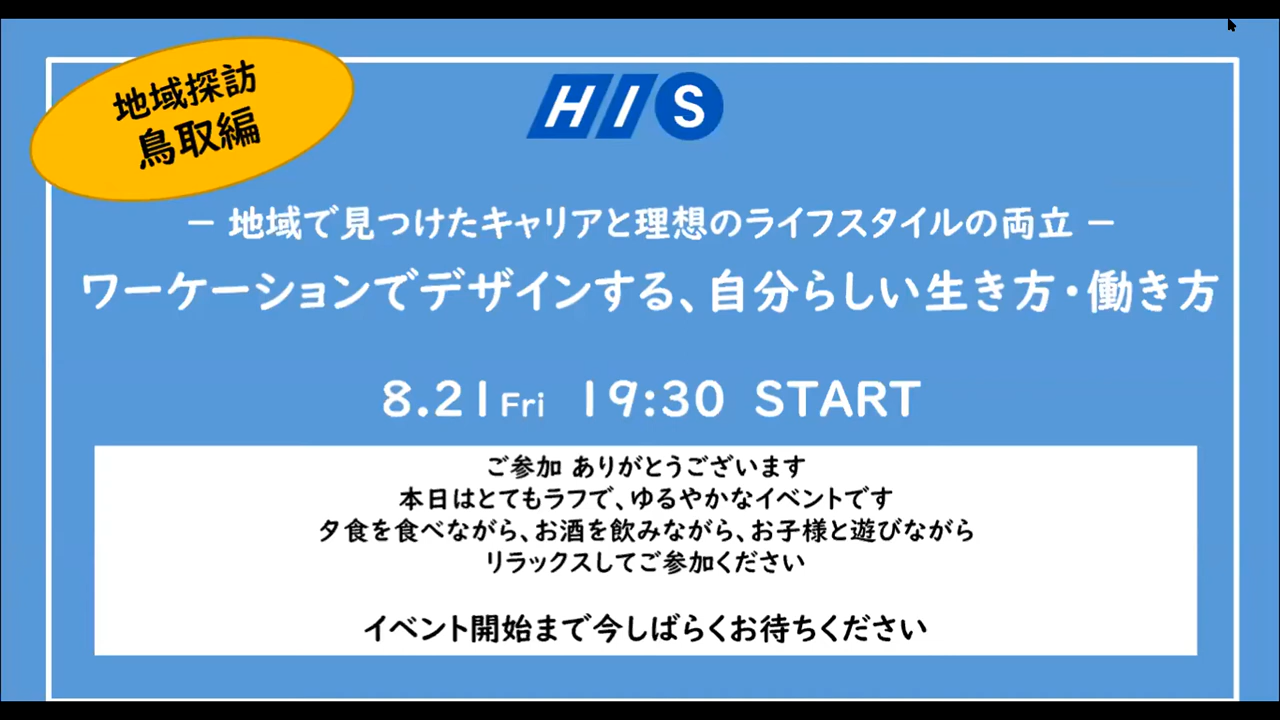 地域探訪
鳥取編
HIS
― 地域で見つけたキャリアと理想のライフスタイルの両立 ―
ワーケーションでデザインする、自分らしい生き方・働き方
8.21Fri 19:30 START
ご参加 ありがとうございます
本日はとてもラフで、ゆるやかなイベントです
夕食を食べながら、お酒を飲みながら、お子様と遊びながら
リラックスしてご参加ください
イベント開始まで今しばらくお待ちください